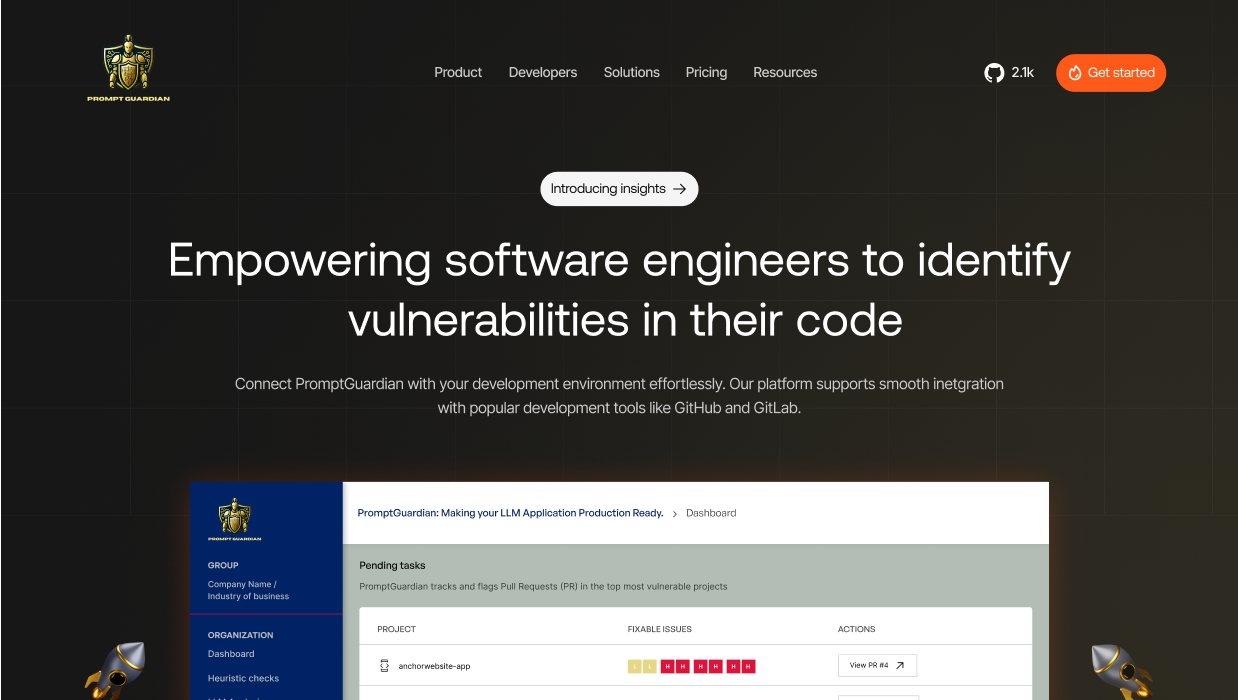 PROMPT GUARDIAN
Product Developers Solutions Pricing Resources
2.1k
Get started
Introducing insights
Empowering software engineers to identify
vulnerabilities in their code
Connect PromptGuardian with your development environment effortlessly. Our platform supports smooth inetgration
with popular development tools like GitHub and GitLab.
PROMPT GUARDIAN
GROUP
Company Name /
Industry of business
ORGANIZATION
Dashboard
Heuristic checks
PromptGuardian: Making your LLM Application Production Ready. > Dashboard
Pending tasks
PromptGuardian tracks and flags Pull Requests (PR) in the top most vulnerable projects
PROJECT FIXABLE ISSUES ACTIONS
anchorwebsite-app L L H H H H H H View PR #4